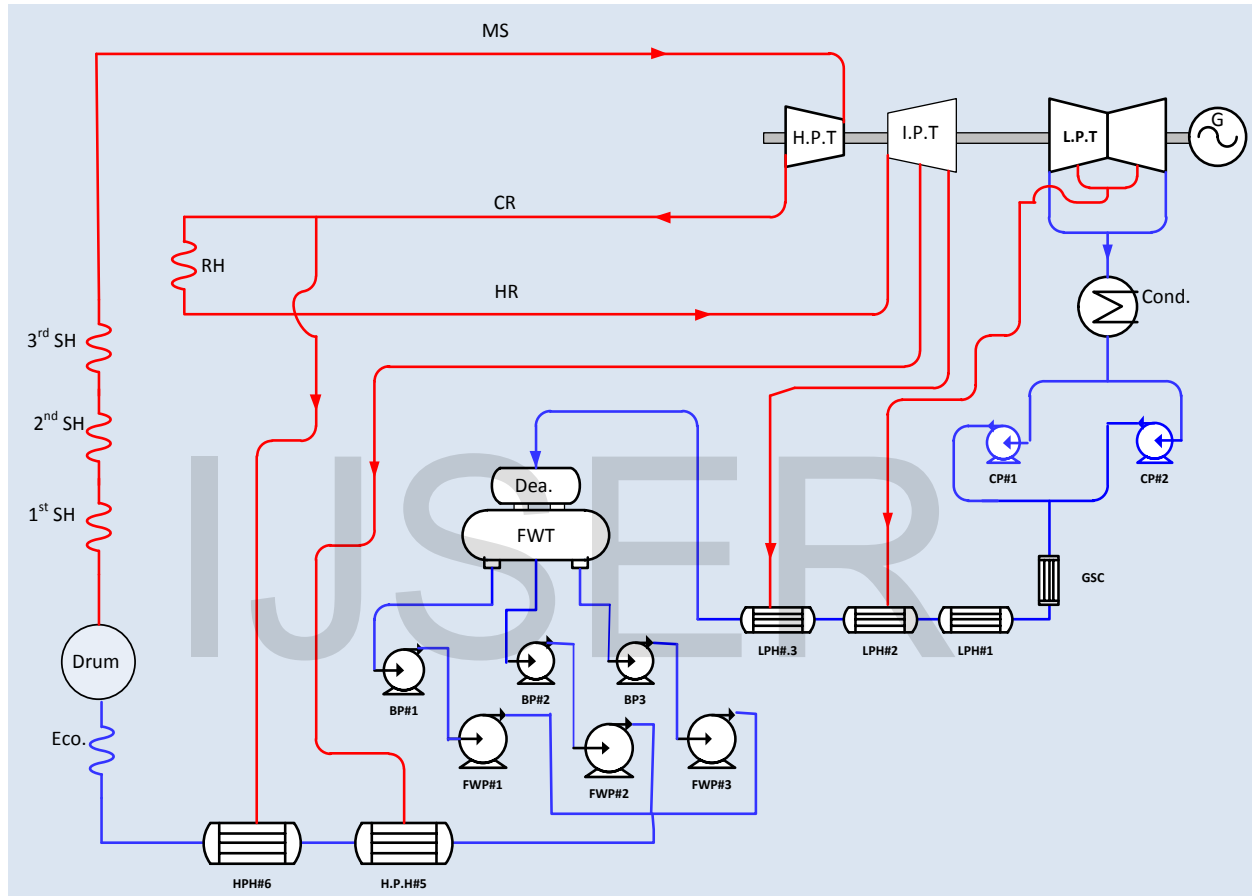 MS
H.P.T
I.P.T
L.P.T
G
CR
RH
HR
Cond.
3rd SH
2nd SH
1st SH
CP#1
CP#2
Dea.
FWT
GSC
IJSER
LPH#.3
LPH#2
LPH#1
Drum
BP#1
BP#2
BP3
Eco.
FWP#1
FWP#2
FWP#3
HPH#6
H.P.H#5